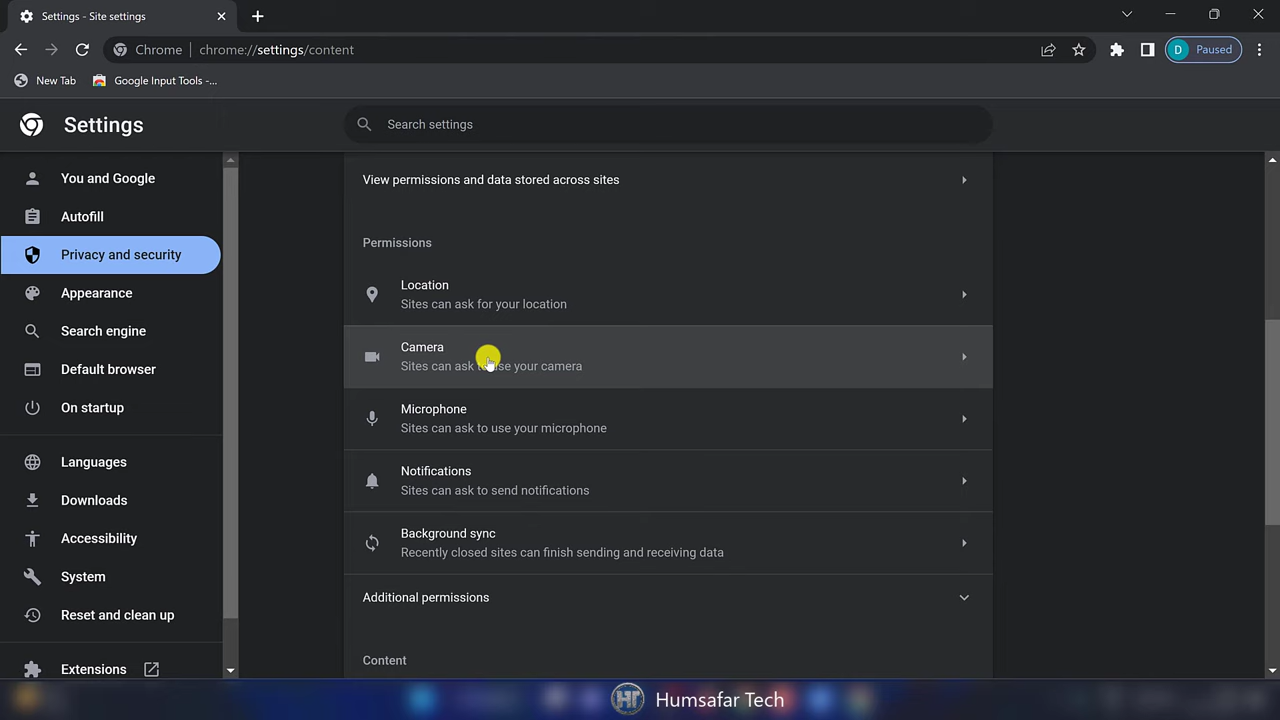 Settings - Site settings
Chrome
chrome://settings/content
D
Paused
New Tab
Google Input Tools -...
Settings
Search settings
You and Google
Autofill
Privacy and security
Appearance
Search engine
Default browser
On startup
Languages
Downloads
Accessibility
System
Reset and clean up
Extensions
View permissions and data stored across sites
Permissions
Location
Sites can ask for your location
Camera
Sites can ask to use your camera
Microphone
Sites can ask to use your microphone
Notifications
Sites can ask to send notifications
Background sync
Recently closed sites can finish sending and receiving data
Additional permissions
Content
HT
Humsafar Tech